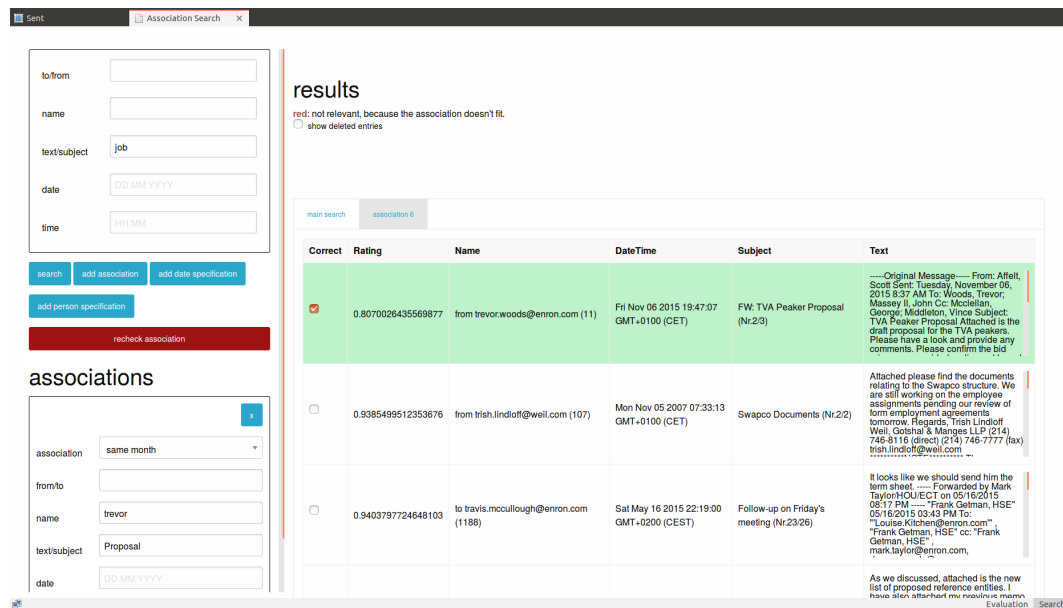 Sent
Association Search ×
to/from
name
text/subject job
date DD.MM.YYYY
time HH:MM
search add association add date specification
add person specification
recheck association
associations
x
association same month
from/to
name trevor
text/subject Proposal
date DD.MM.YYYY
results
red: not relevant, because the association doesn't fit.
show deleted entries
main search association 6
Correct Rating Name DateTime Subject Text
0.8070026435569877 from trevor.woods@enron.com (11)
Fri Nov 06 2015 19:47:07
GMT+0100 (CET)
FW: TVA Peaker Proposal
(Nr.2/3)
-----Original Message----- From: Affelt,
Scott Sent: Tuesday, November 06,
2015 8:37 AM To: Woods, Trevor;
Massey II, John Cc: Mcclellan,
George; Middleton, Vince Subject:
TVA Peaker Proposal Attached is the
draft proposal for the TVA peakers.
Please have a look and provide any
comments. Please confirm the bid
0.9385499512353676 from trish.lindloff@weil.com (107)
Mon Nov 05 2007 07:33:13
GMT+0100 (CET)
Swapco Documents (Nr.2/2)
Attached please find the documents
relating to the Swapco structure. We
are still working on the employee
assignments pending our review of
form employment agreements
tomorrow. Regards, Trish Lindloff
Weil, Gotshal & Manges LLP (214)
746-8116 (direct) (214) 746-7777 (fax)
trish.lindloff@weil.com
0.9403797724648103
to travis.mccullough@enron.com
(1188)
Sat May 16 2015 22:19:00
GMT+0200 (CEST)
Follow-up on Friday's
meeting (Nr.23/26)
It looks like we should send him the
term sheet. ----- Forwarded by Mark
Taylor/HOU/ECT on 05/16/2015
08:17 PM ----- "Frank Getman, HSE"
05/16/2015 03:43 PM To:
"'Louise.Kitchen@enron.com'" ,
"Frank Getman, HSE" cc: "Frank
Getman, HSE" ,
mark.taylor@enron.com,
As we discussed, attached is the new
list of proposed reference entities. I
have also attached my previous memo
Evaluation Search